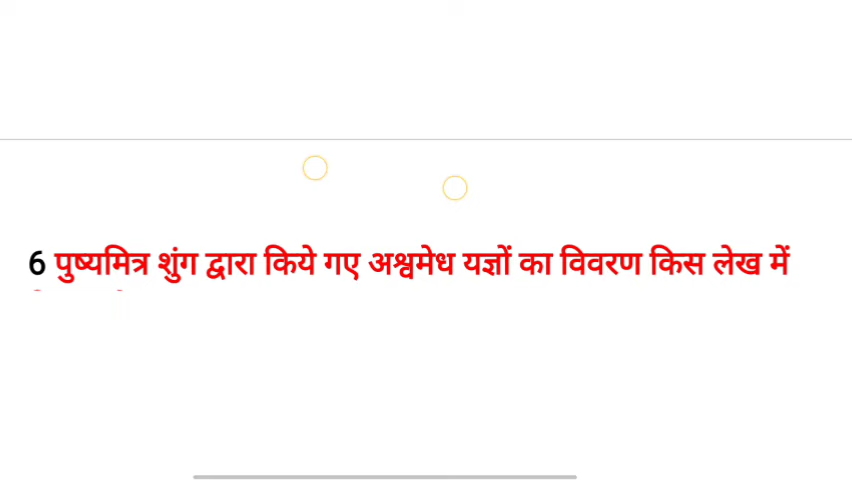 6 पुष्यमित्र शुंग द्वारा किये गए अश्वमेध यज्ञों का विवरण किस लेख में